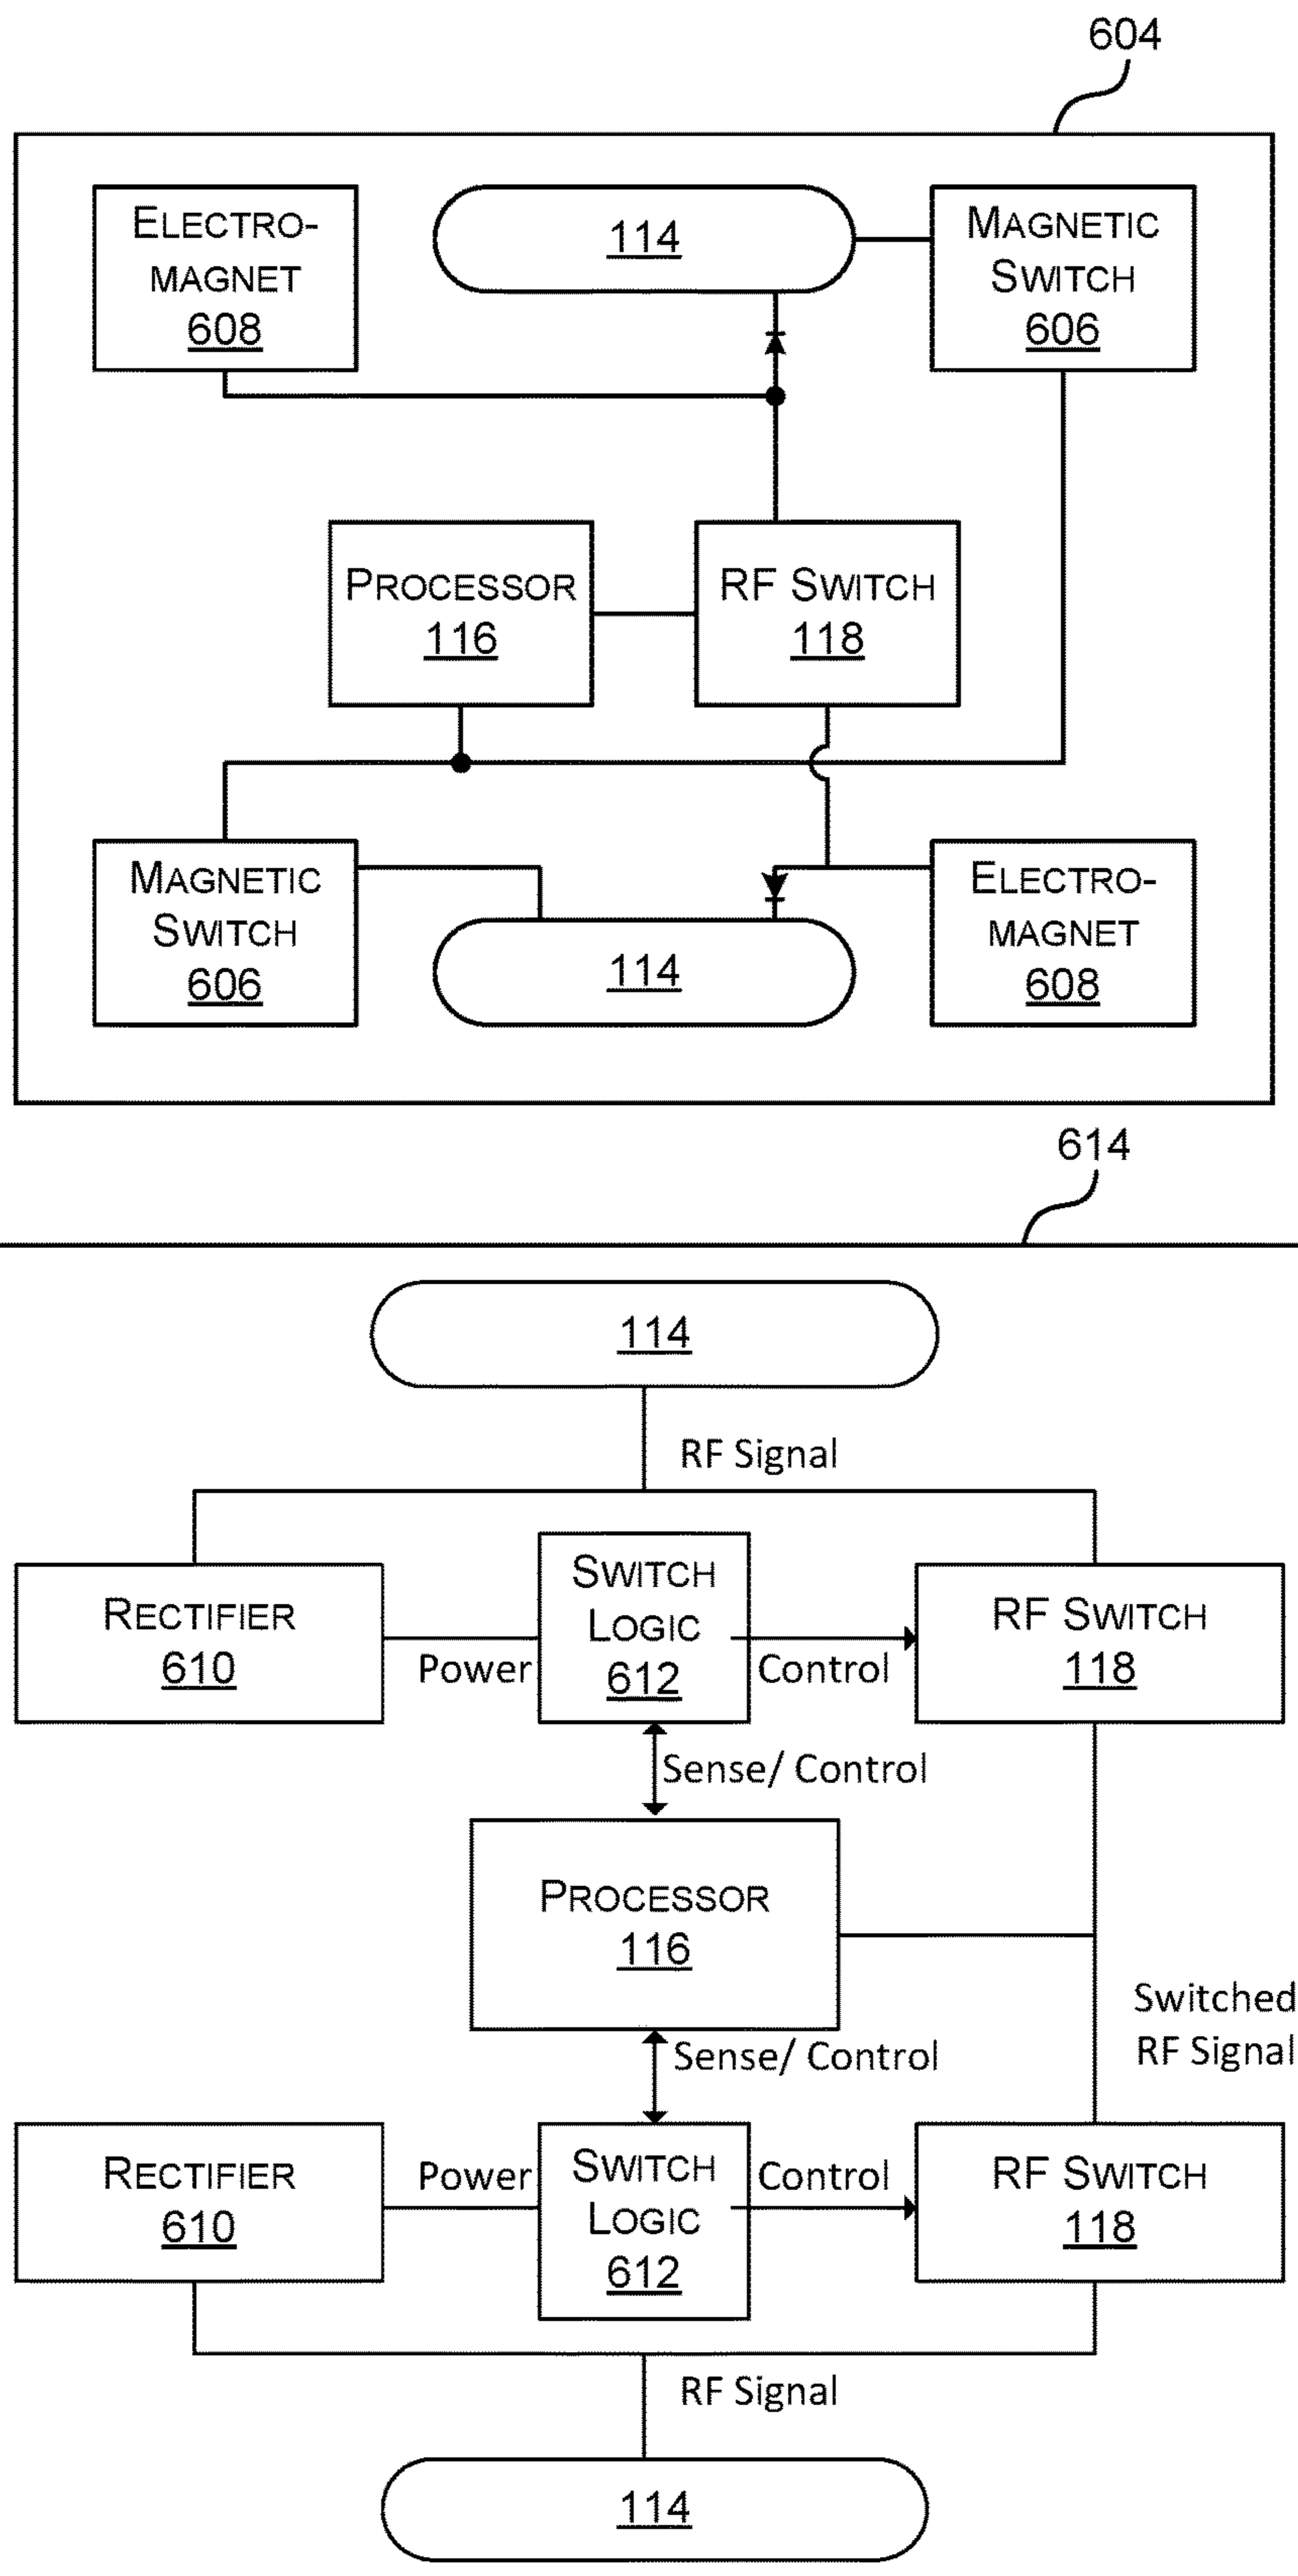 604
ELECTRO-
MAGNET
608
114
MAGNETIC
SWITCH
606
PROCESSOR
116
RF SWITCH
118
MAGNETIC
SWITCH
606
114
ELECTRO-
MAGNET
608
614
114
RF Signal
RECTIFIER
610
Power
SWITCH
LOGIC
612
Control
RF SWITCH
118
Sense/ Control
PROCESSOR
116
Switched
RF Signal
Sense/ Control
RECTIFIER
610
Power
SWITCH
LOGIC
612
Control
RF SWITCH
118
RF Signal
114